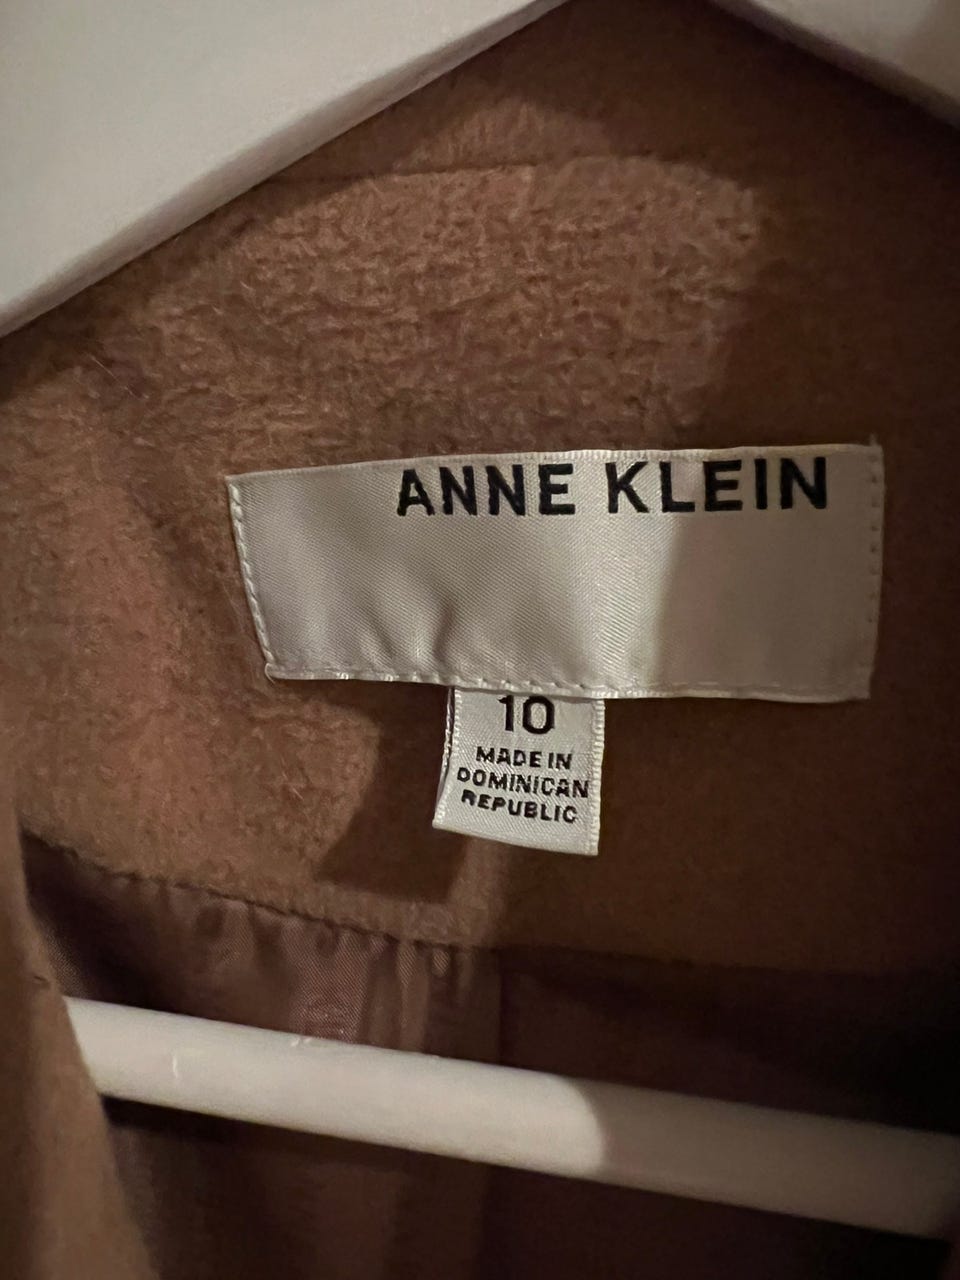 ANNE KLEIN
10
MADE IN
DOMINICAN
REPUBLIC